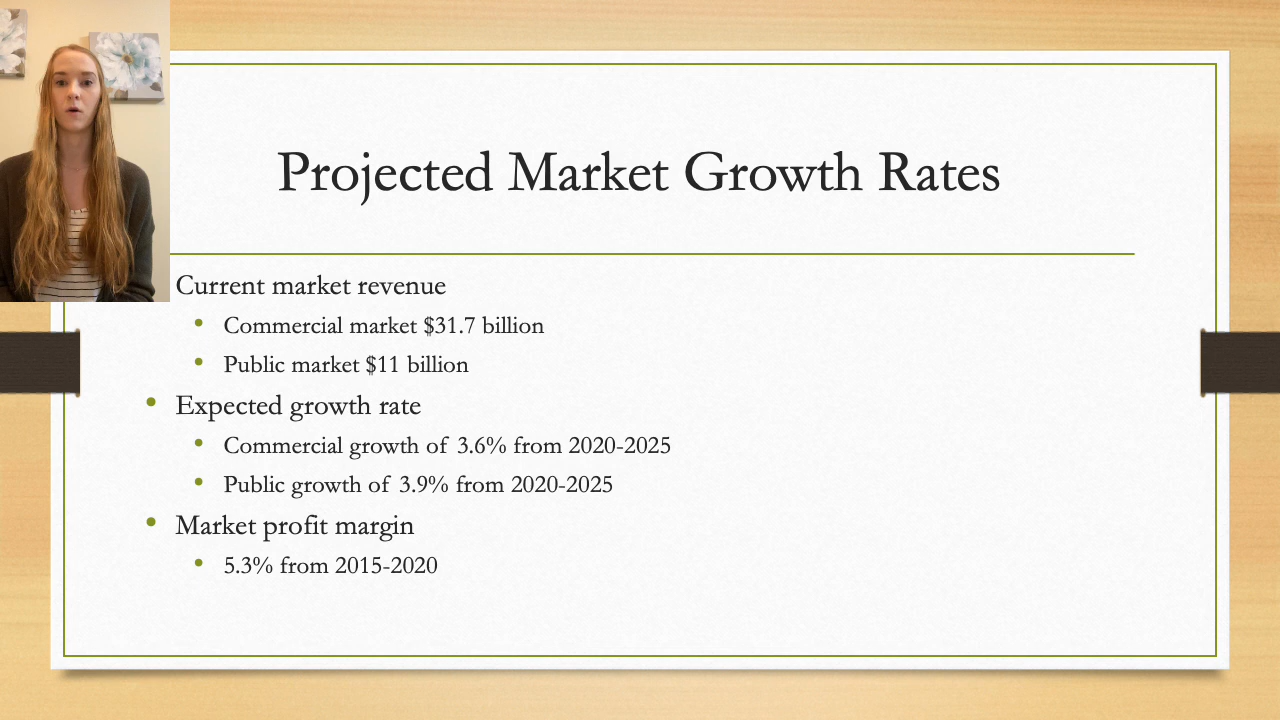 Projected Market Growth Rates
Current market revenue
Commercial market $31.7 billion
Public market $11 billion
Expected growth rate
Commercial growth of 3.6% from 2020-2025
Public growth of 3.9% from 2020-2025
Market profit margin
5.3% from 2015-2020